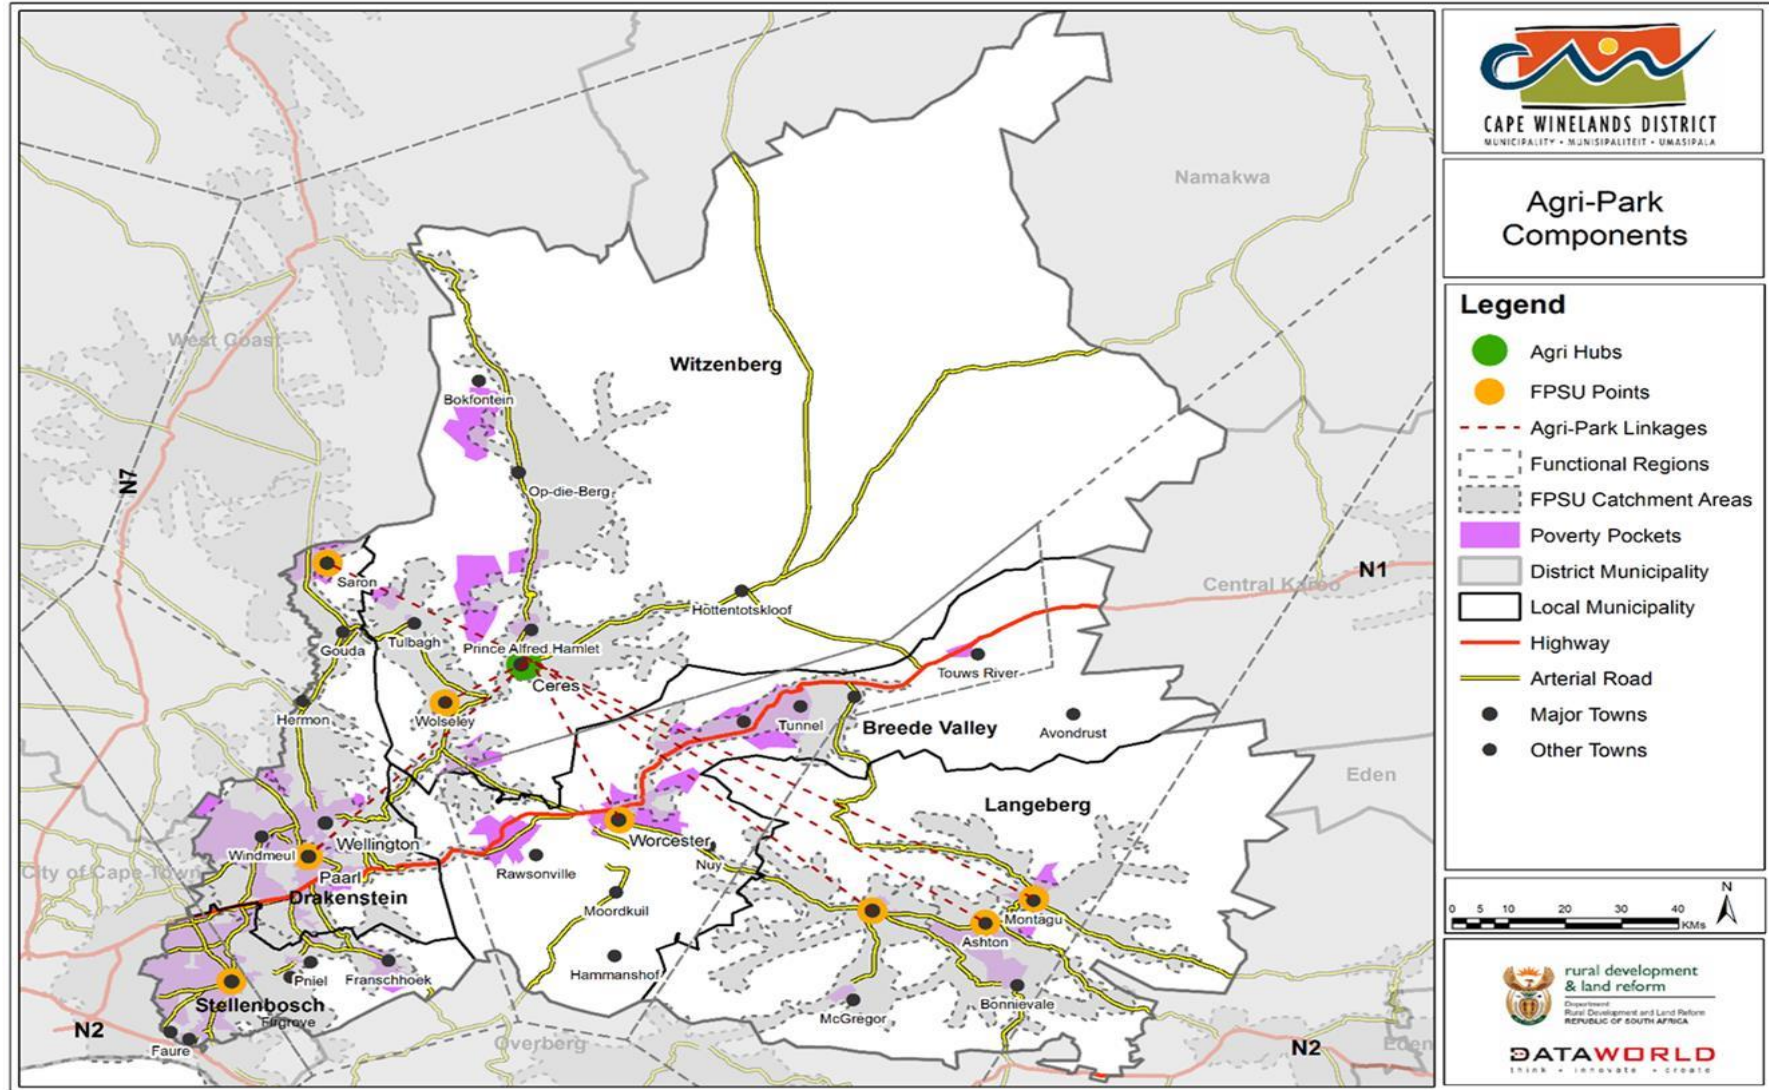 CAPE WINELANDS DISTRICT
MUNICIPALITY • MUNISIPALITEIT • UMASIPALA
Agri-Park
Components
Legend
Agri Hubs
FPSU Points
Agri-Park Linkages
Functional Regions
FPSU Catchment Areas
Poverty Pockets
District Municipality
Local Municipality
Highway
Arterial Road
Major Towns
Other Towns
N
0 5 10 20 30 40
KMs
rural development
& land reform
Department:
Rural Development and Land Reform
REPUBLIC OF SOUTH AFRICA
DATAWORLD
think • innovate • create
Namakwa
West Coast
Witzenberg
Bokfontein
N7
Op-die-Berg
Saron
Central Karoo
N1
Hottentotskloof
Tulbagh
Gouda
Prince Alfred Hamlet
Ceres
Touws River
Hermon
Wolseley
Tunnel
Breede Valley
Avondrust
Eden
Langeberg
Wellington
Windmeul
Worcester
City of Cape Town
Paarl
Rawsonville
Nuy
Drakenstein
Moordkuil
Montagu
Ashton
Hammanshof
Pniel
Franschhoek
Stellenbosch
Firgrove
McGregor
Bonnievale
N2
Faure
Overberg
N2
Eden